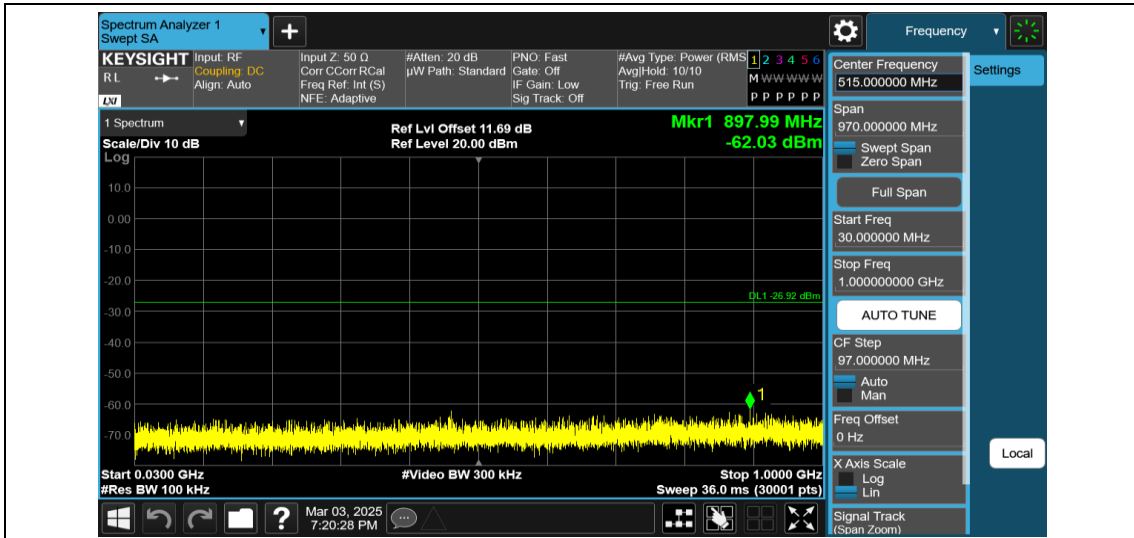 Spectrum Analyzer 1
Swept SA
Frequency
KEYSIGHT
R L
LXI
Input: RF
Coupling: DC
Align: Auto
Input Z: 50 Ω
Corr CCorr RCal
Freq Ref: Int (S)
NFE: Adaptive
#Atten: 20 dB
µW Path: Standard
PNO: Fast
Gate: Off
IF Gain: Low
Sig Track: Off
#Avg Type: Power (RMS
Avg|Hold: 10/10
Trig: Free Run
1 2 3 4 5 6
M W W W W W
P P P P P P
1 Spectrum
Scale/Div 10 dB
Log
Ref Lvl Offset 11.69 dB
Ref Level 20.00 dBm
Mkr1 897.99 MHz
-62.03 dBm
10.0
0.00
-10.0
-20.0
-30.0
-40.0
-50.0
-60.0
-70.0
DL1 -26.92 dBm
1
Start 0.0300 GHz
#Res BW 100 kHz
#Video BW 300 kHz
Stop 1.0000 GHz
Sweep 36.0 ms (30001 pts)
Mar 03, 2025
7:20:28 PM
Center Frequency
515.000000 MHz
Span
970.000000 MHz
Swept Span
Zero Span
Full Span
Start Freq
30.000000 MHz
Stop Freq
1.000000000 GHz
AUTO TUNE
CF Step
97.000000 MHz
Auto
Man
Freq Offset
0 Hz
X Axis Scale
Log
Lin
Signal Track
(Span Zoom)
Settings
Local